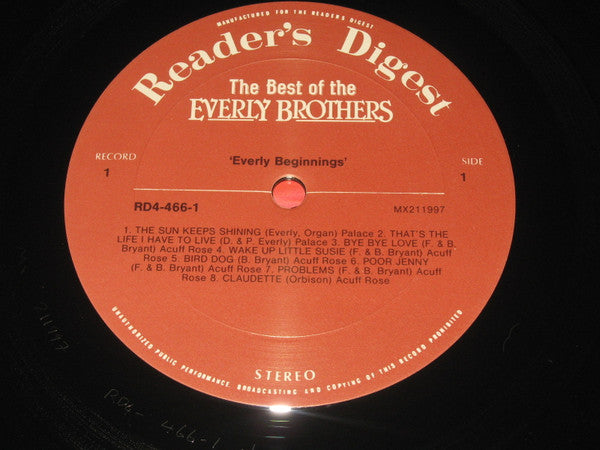 MANUFACTURED FOR THE READER'S DIGEST
Reader's Digest
The Best of the
EVERLY BROTHERS
RECORD
1
'Everly Beginnings'
SIDE
1
RD4-466-1
MX211997
1. THE SUN KEEPS SHINING (Everly, Organ) Palace 2. THAT'S THE
LIFE I HAVE TO LIVE (D. & P. Everly) Palace 3. BYE BYE LOVE (F. & B.
Bryant) Acuff Rose 4. WAKE UP LITTLE SUSIE (F. & B. Bryant) Acuff
Rose 5. BIRD DOG (B. Bryant) Acuff Rose 6. POOR JENNY
(F. & B. Bryant) Acuff Rose 7. PROBLEMS (F. & B. Bryant) Acuff
Rose 8. CLAUDETTE (Orbison) Acuff Rose
STEREO
UNAUTHORIZED PUBLIC PERFORMANCE, BROADCASTING AND COPYING OF THIS RECORD PROHIBITED
RD4-466-1